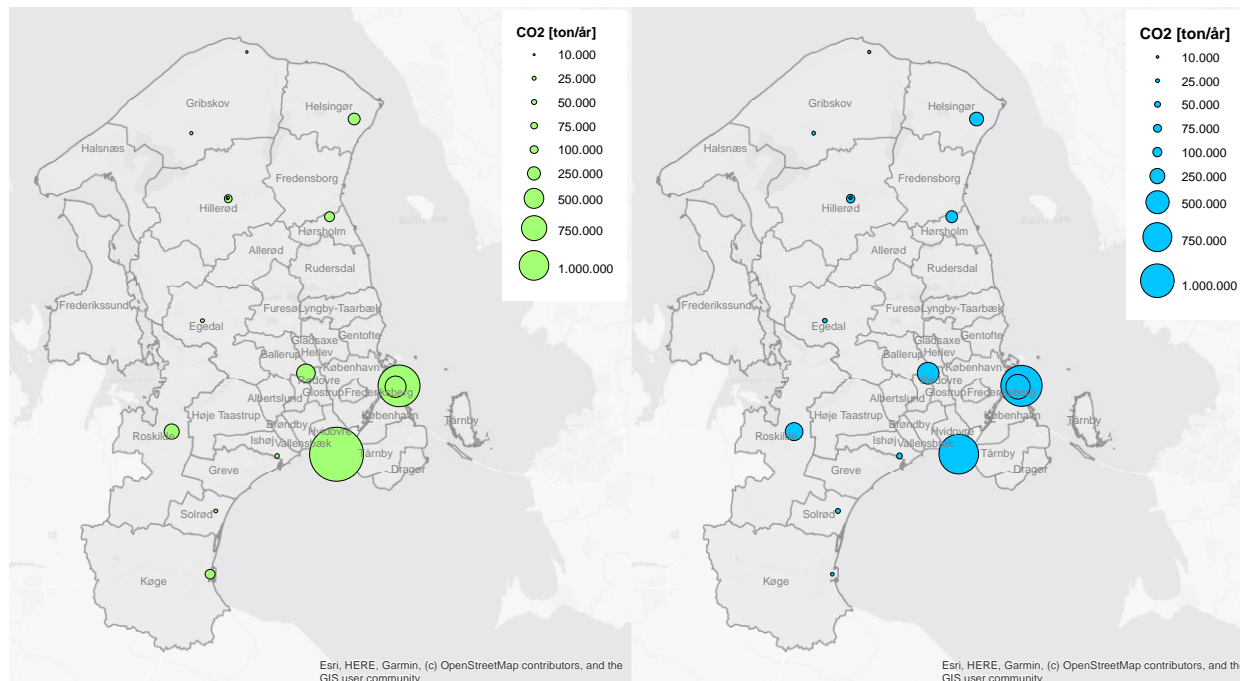 CO2 [ton/år]
10.000
25.000
50.000
75.000
100.000
250.000
500.000
750.000
1.000.000
Gribskov
Helsingør
Halsnæs
Fredensborg
Hillerød
Baltic Sea
Hørsholm
Allerød
Rudersdal
Frederikssund
Furesø
Lyngby-Taarbæk
Egedal
Gentofte
Gladsaxe
Ballerup
Herlev
København
Rødovre
Glostrup
Frederiksberg
Albertslund
Høje Taastrup
København
Tårnby
Brøndby
Hvidovre
Roskilde
Ishøj
Vallensbæk
Tårnby
Greve
Dragør
Solrød
Køge
Esri, HERE, Garmin, (c) OpenStreetMap contributors, and the
GIS user community
CO2 [ton/år]
10.000
25.000
50.000
75.000
100.000
250.000
500.000
750.000
1.000.000
Gribskov
Helsingør
Halsnæs
Fredensborg
Hillerød
Baltic Sea
Hørsholm
Allerød
Rudersdal
Frederikssund
Furesø
Lyngby-Taarbæk
Egedal
Gentofte
Gladsaxe
Ballerup
Herlev
København
Rødovre
Glostrup
Frederiksberg
Albertslund
Høje Taastrup
København
Tårnby
Brøndby
Hvidovre
Roskilde
Ishøj
Vallensbæk
Tårnby
Greve
Dragør
Solrød
Køge
Esri, HERE, Garmin, (c) OpenStreetMap contributors, and the
GIS user community